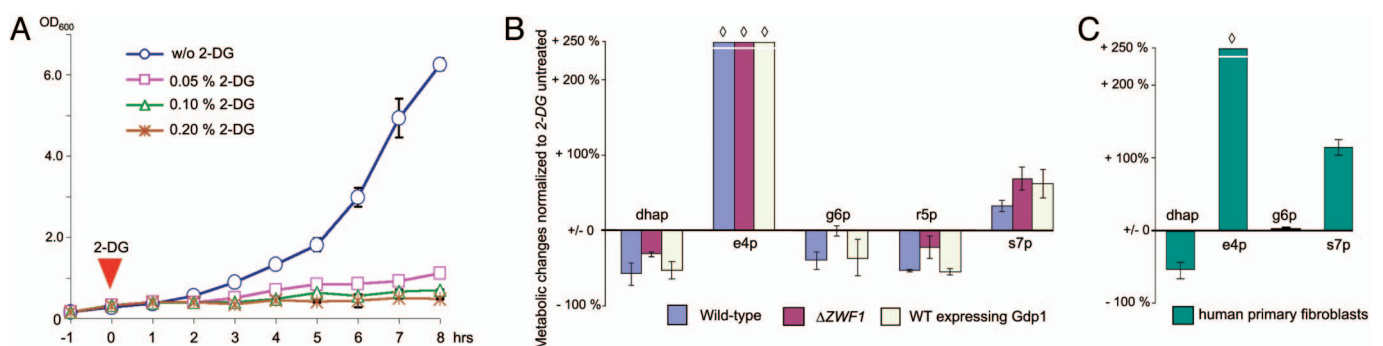 A
OD600
6.0
4.0
2.0
0
w/o 2-DG
0.05 % 2-DG
0.10 % 2-DG
0.20 % 2-DG
2-DG
-1 0 1 2 3 4 5 6 7 8 hrs
B
Metabolic changes normalized to 2-DG untreated
+ 250 %
+ 100%
+/- 0
- 100 %
◊ ◊ ◊
dhap
e4p
g6p
r5p
s7p
Wild-type
ΔZWF1
WT expressing Gdp1
C
+ 250 %
+ 100%
+/- 0
- 100 %
◊
dhap
e4p
g6p
s7p
human primary fibroblasts